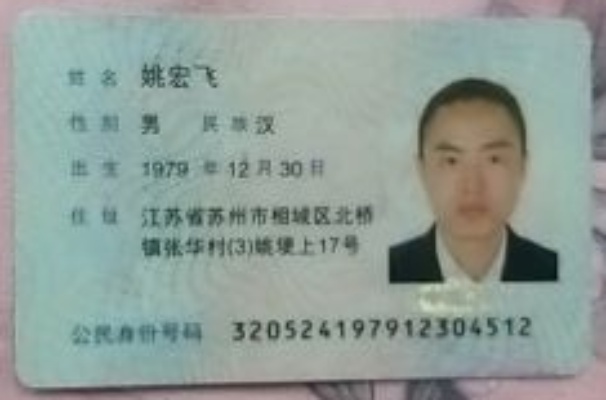 姓名 姚宏飞
性别 男 民族 汉
出生 1979 年 12 月 30 日
住址 江苏省苏州市相城区北桥
镇张华村(3)姚埂上17号
公民身份号码 320524197912304512